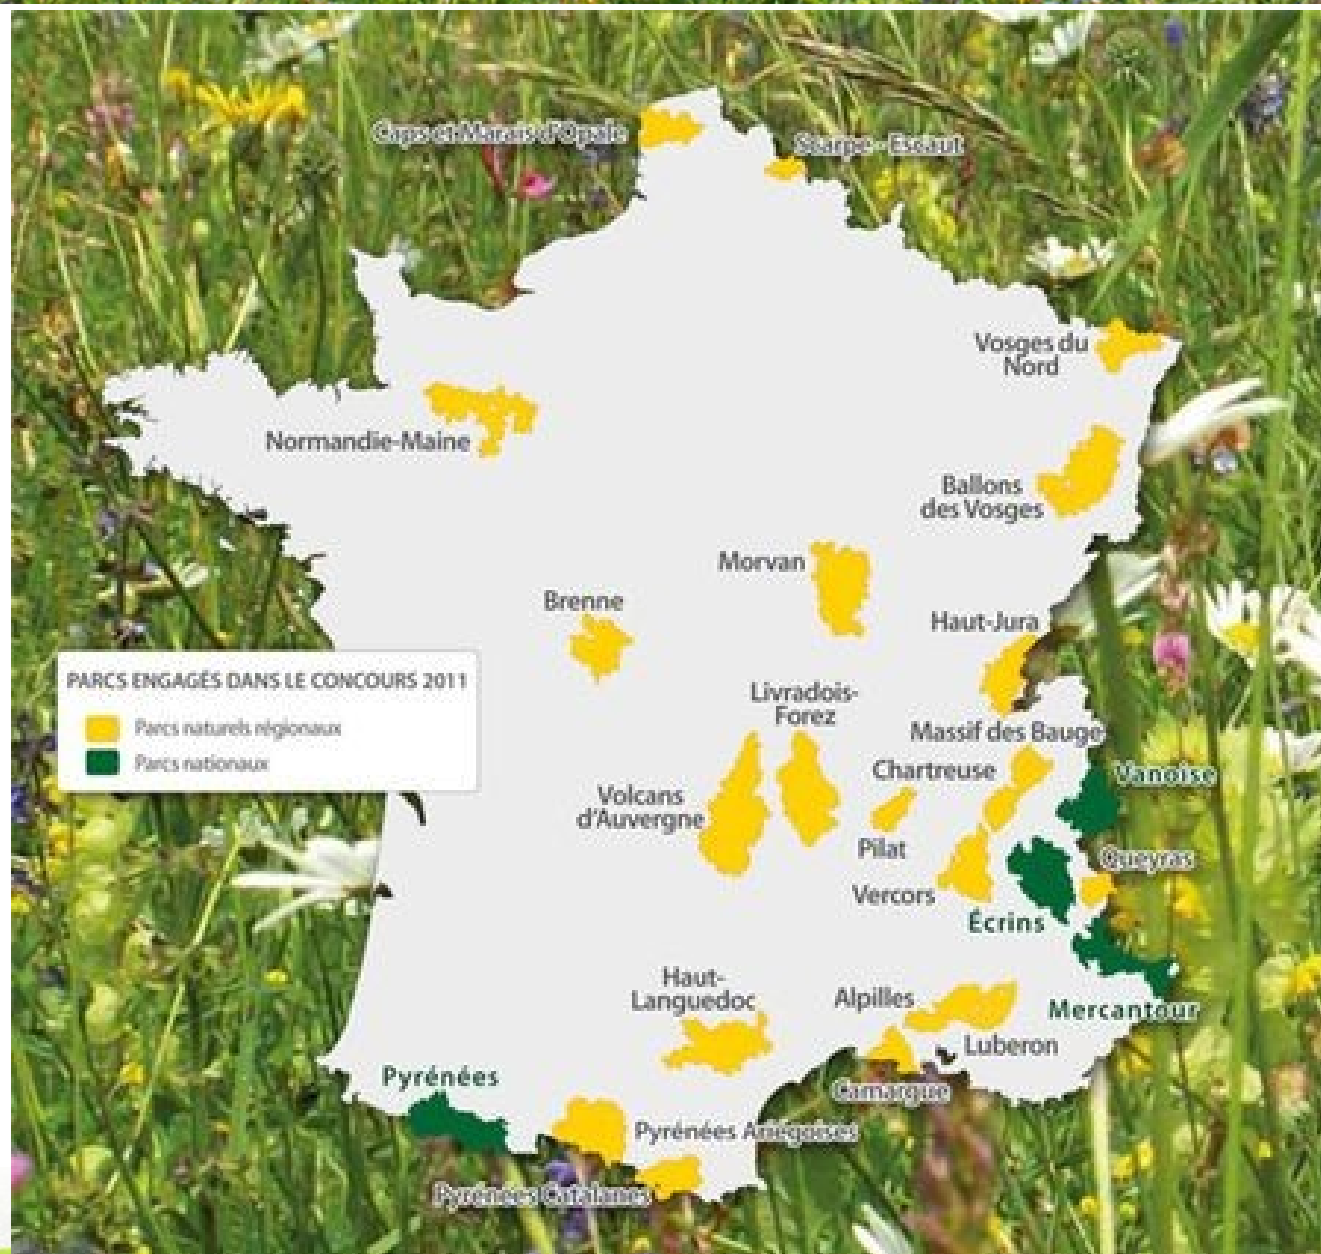 Caps et Marais d'Opale
Scarpe - Escaut
Vosges du
Nord
Normandie-Maine
Ballons
des Vosges
Morvan
Brenne
Haut-Jura
PARCS ENGAGÉS DANS LE CONCOURS 2011
Parcs naturels régionaux
Parcs nationaux
Livradois-
Forez
Massif des Bauge
Chartreuse
Vanoise
Volcans
d'Auvergne
Pilat
Queyras
Vercors
Écrins
Haut-
Languedoc
Alpilles
Mercantour
Luberon
Pyrénées
Camargue
Pyrénées Ariégoises
Pyrénées Catalanes